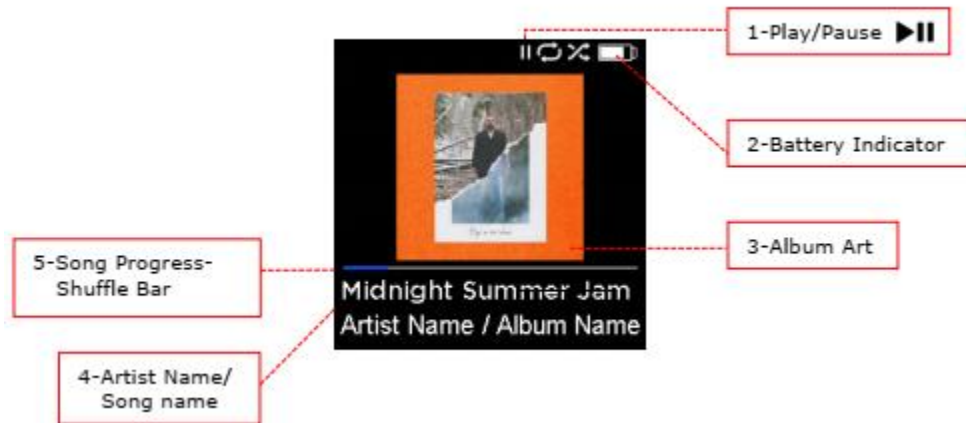 1-Play/Pause
2-Battery Indicator
3-Album Art
5-Song Progress-
Shuffle Bar
Midnight Summer Jam
Artist Name / Album Name
4-Artist Name/
Song name